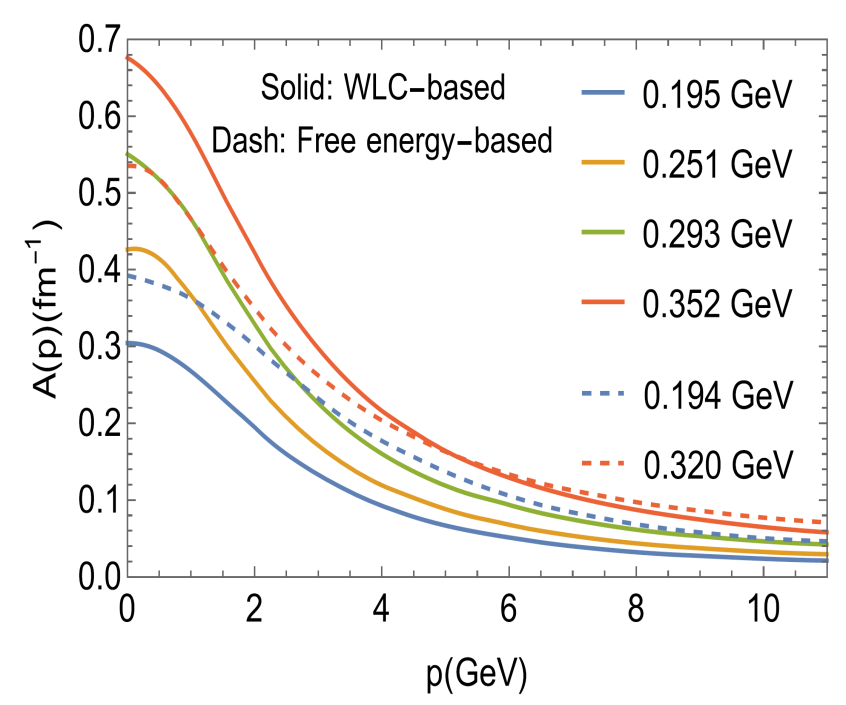 0.7
0.6
0.5
0.4
0.3
0.2
0.1
0.0
A(p)(fm⁻¹)
Solid: WLC-based
Dash: Free energy-based
0.195 GeV
0.251 GeV
0.293 GeV
0.352 GeV
0.194 GeV
0.320 GeV
0 2 4 6 8 10
p(GeV)